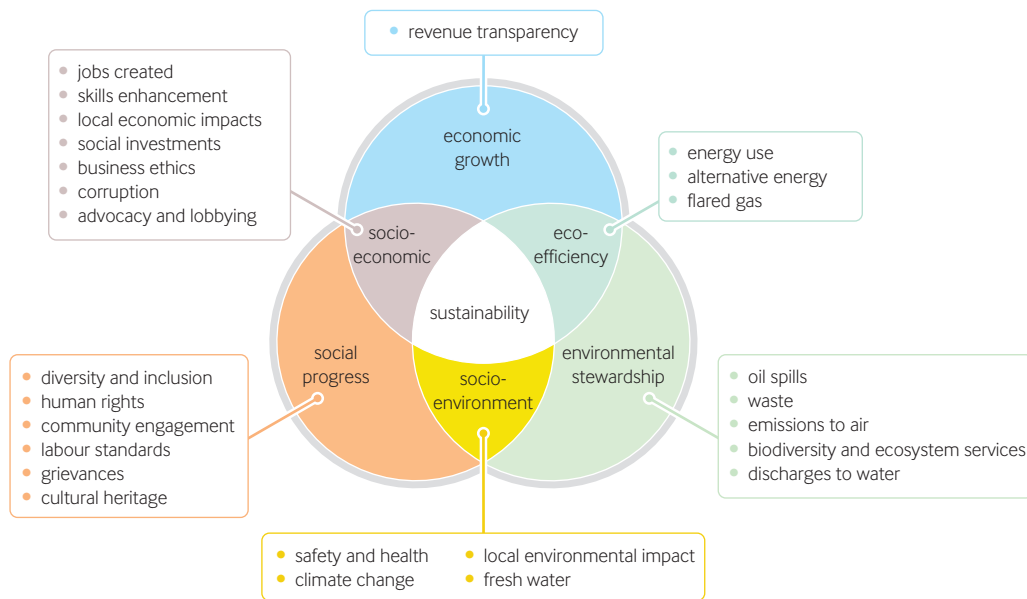 revenue transparency
jobs created
skills enhancement
local economic impacts
social investments
business ethics
corruption
advocacy and lobbying
economic
growth
energy use
alternative energy
flared gas
socio-
economic
eco-
efficiency
sustainability
social
progress
socio-
environment
environmental
stewardship
diversity and inclusion
human rights
community engagement
labour standards
grievances
cultural heritage
oil spills
waste
emissions to air
biodiversity and ecosystem services
discharges to water
safety and health
climate change
local environmental impact
fresh water